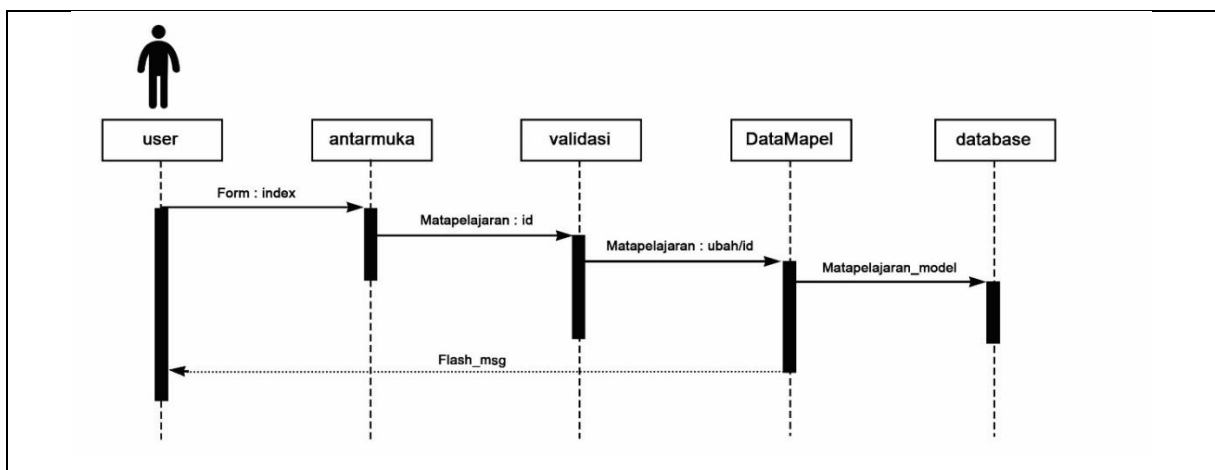 user
antarmuka
validasi
DataMapel
database
Form : index
Matapelajaran : id
Matapelajaran : ubah/id
Matapelajaran_model
Flash_msg